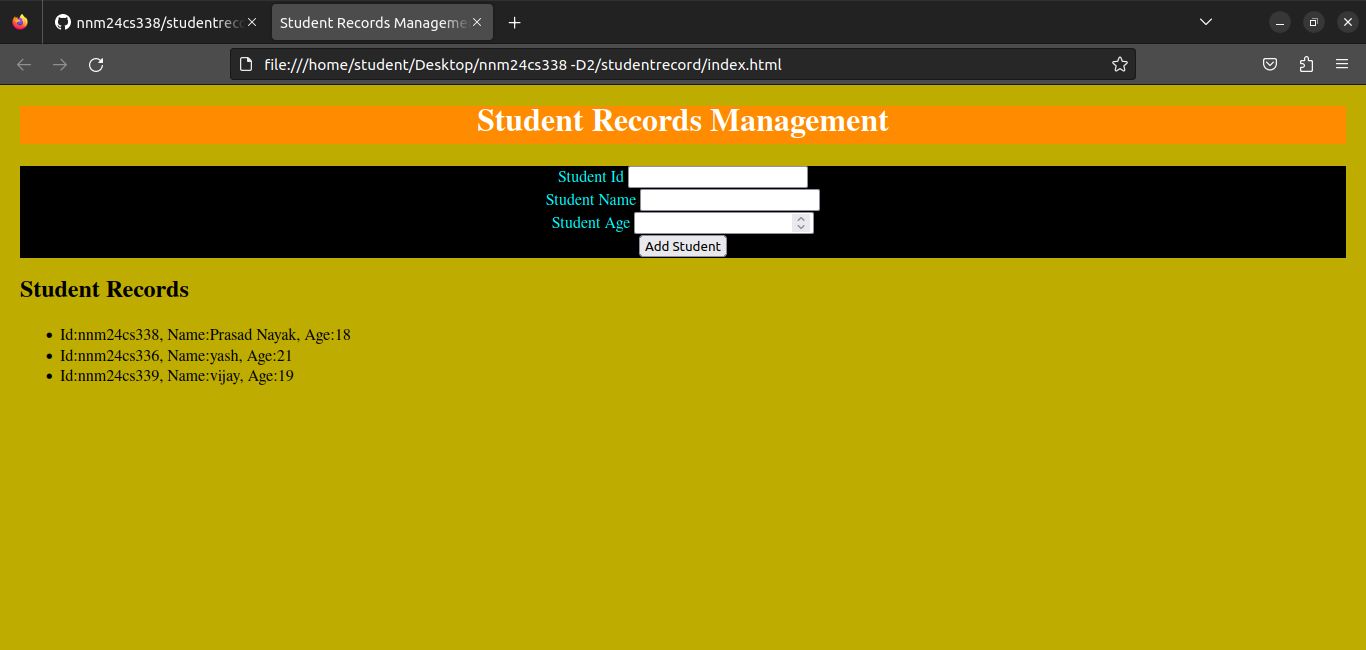 nnm24cs338/studentrec
Student Records Manageme
file:///home/student/Desktop/nnm24cs338 -D2/studentrecord/index.html
Student Records Management
Student Id
Student Name
Student Age
Add Student
Student Records
Id:nnm24cs338, Name:Prasad Nayak, Age:18
Id:nnm24cs336, Name:yash, Age:21
Id:nnm24cs339, Name:vijay, Age:19